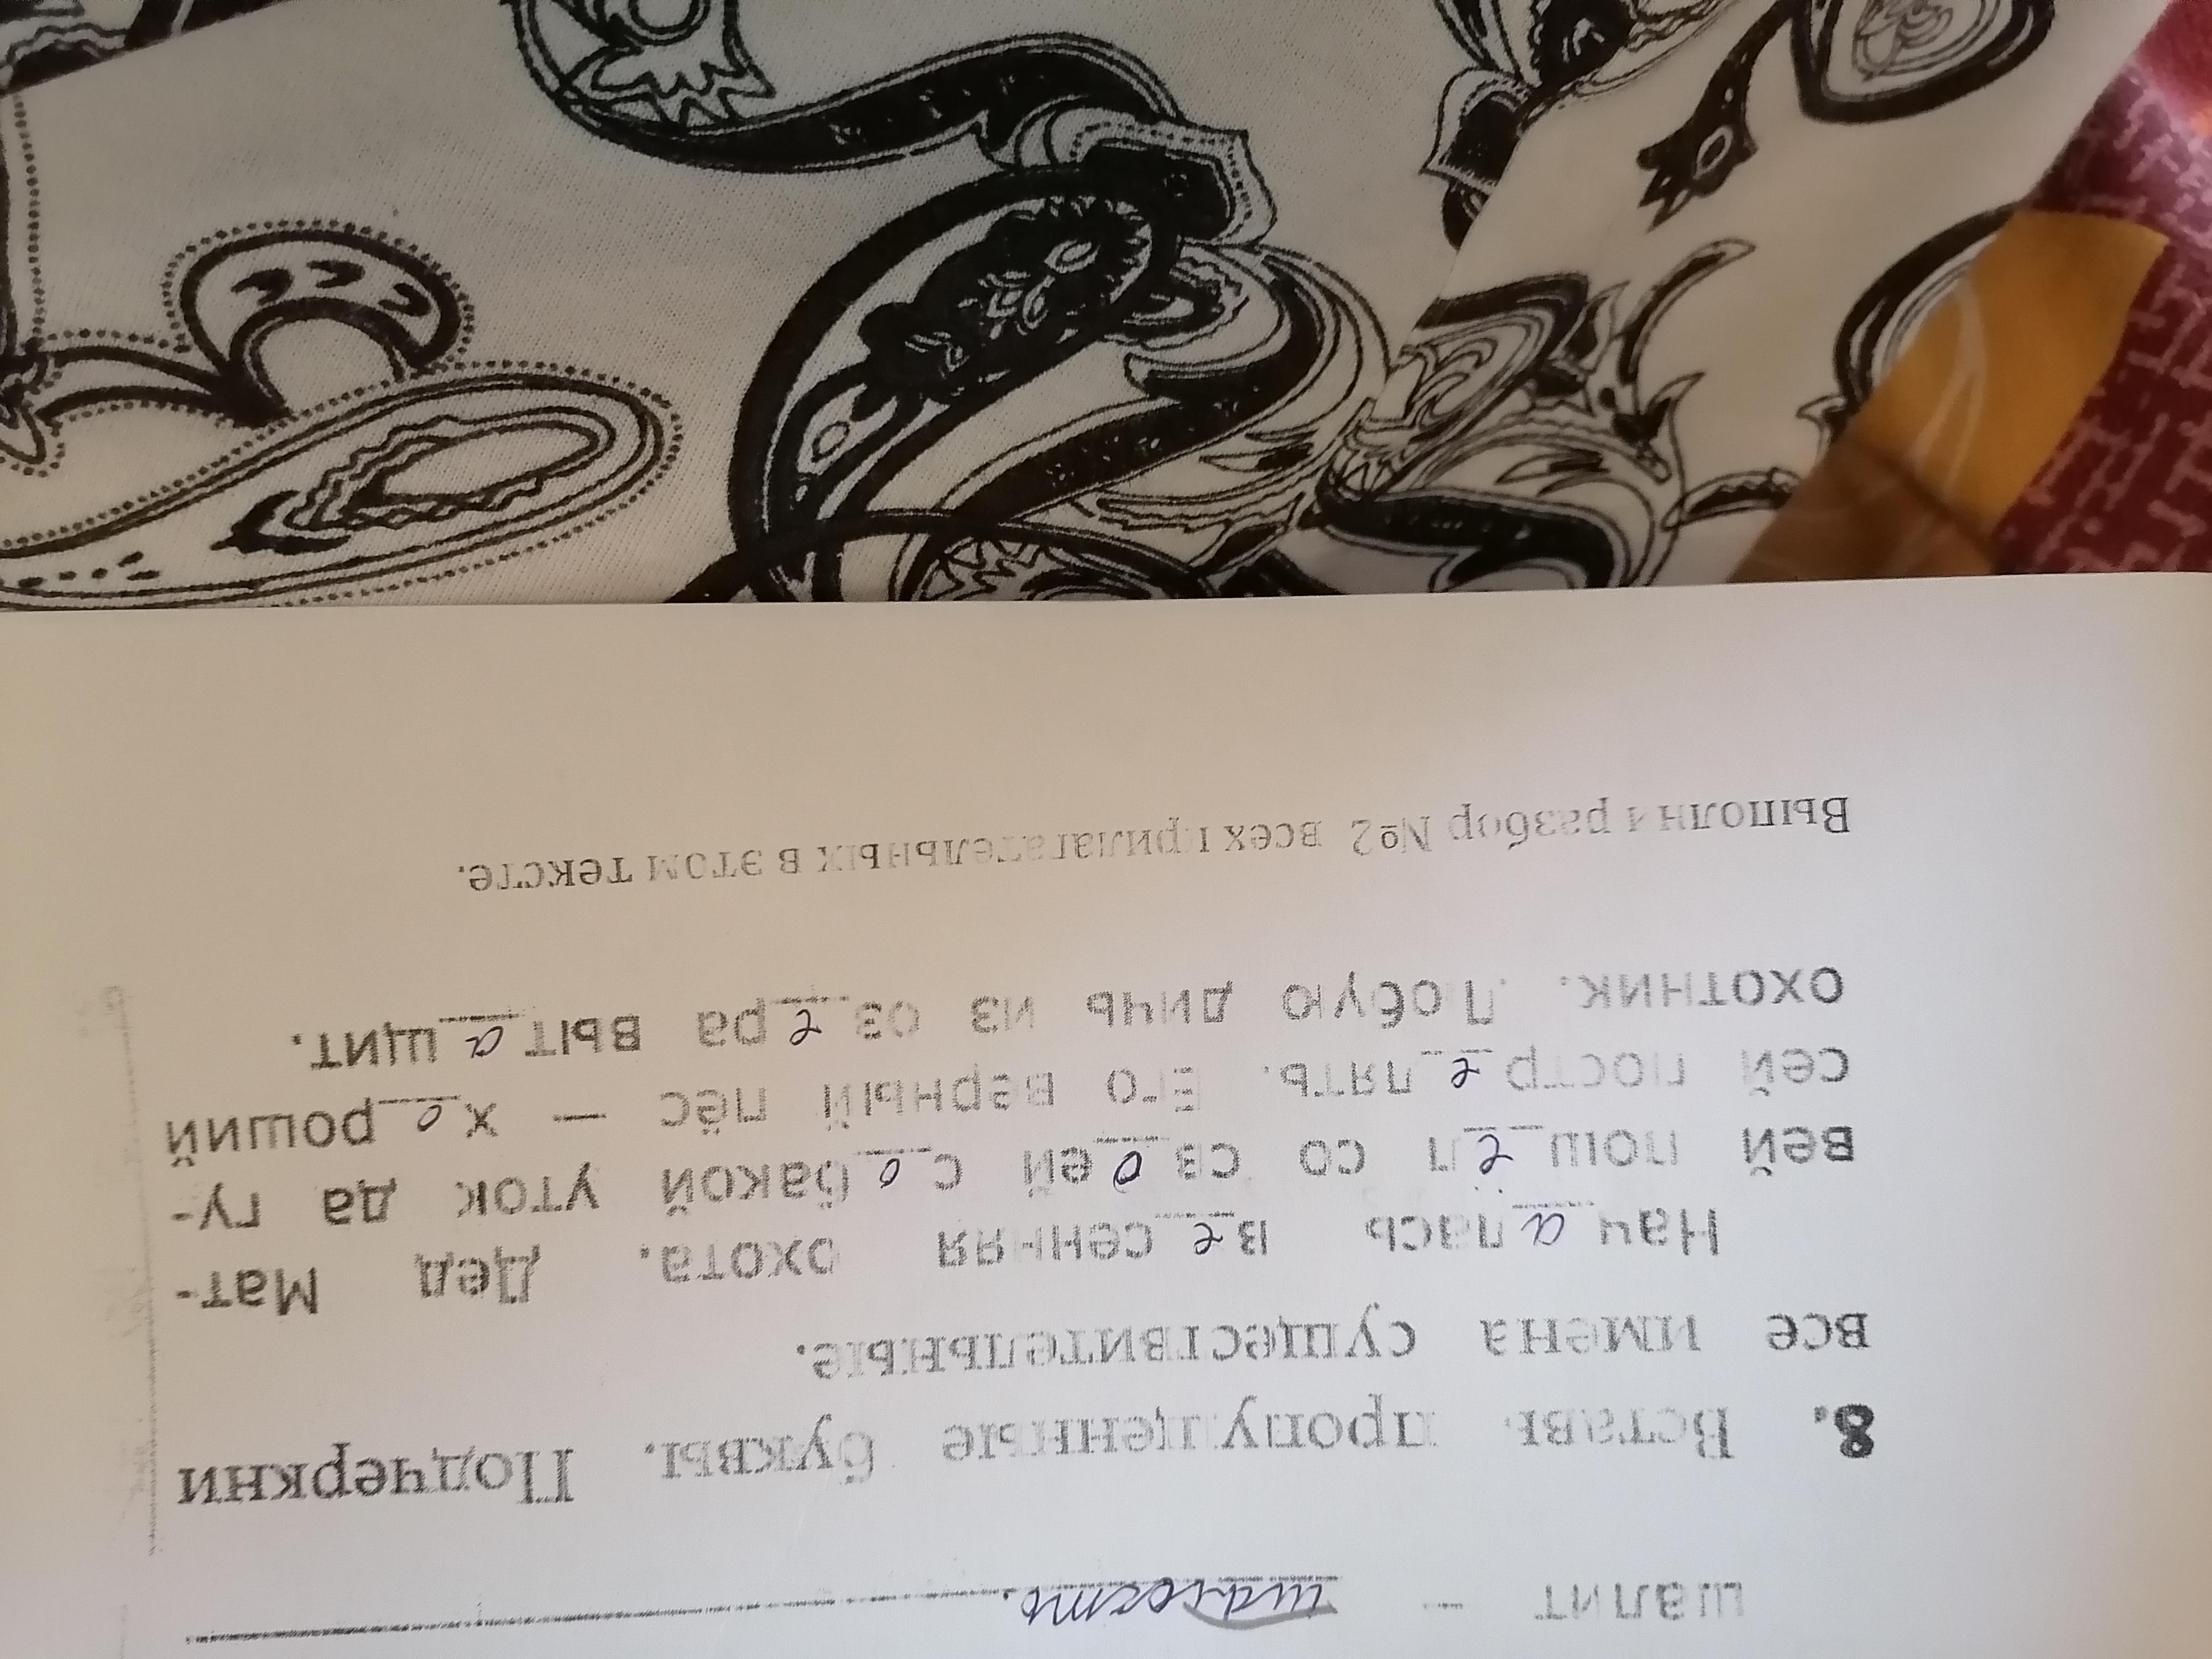 шалит – шалость.
8. Вставь пропущенные буквы. Подчеркни
все имена существительные.
Началась весенняя охота. Дед Мат-
вей пошёл со своей собакой уток да гу-
сей пострелять. Его верный пёс — хороший
охотник. Любую дичь из озера вытащит.
Выполни разбор №2 всех прилагательных в этом тексте.